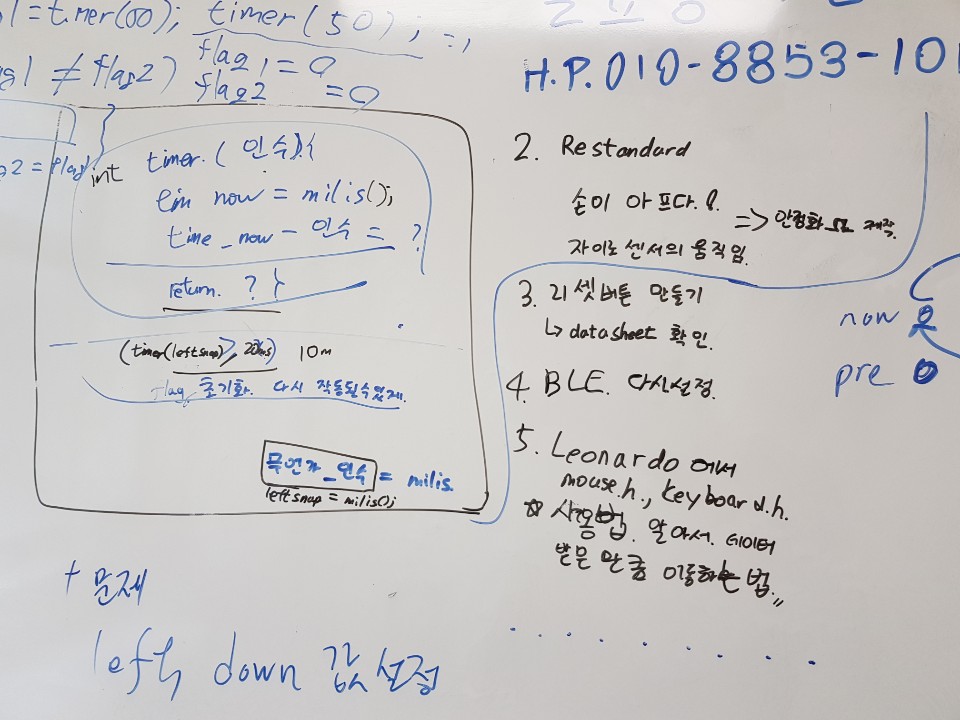 =timer(00); timer(50);
≠ flag2)
flag1 = 0
flag2 = 0
H.P. 010-8853-101
2 = flag
int timer.(인수){
now = milis();
time_now - 인수 = ?
return. ? }
(timer(leftsnap)>, 20ms) 10m
flag 초기화. 다시 작동될수있게.
무언가_인수 = milis.
leftsnap = milis();
+ 문제
left, down 값 설정
2. Re standard
손이 아프다.
=> 안정화 제작.
자이로 센서의 움직임.
3. 리셋버튼 만들기
↳ datasheet 확인.
4. BLE. 다시설정.
5. Leonardo 에서
mouse.h., keyboard.h.
☆ 사용법. 알아서. 데이터
받은 만큼 이동하는 법.
now
pre 0